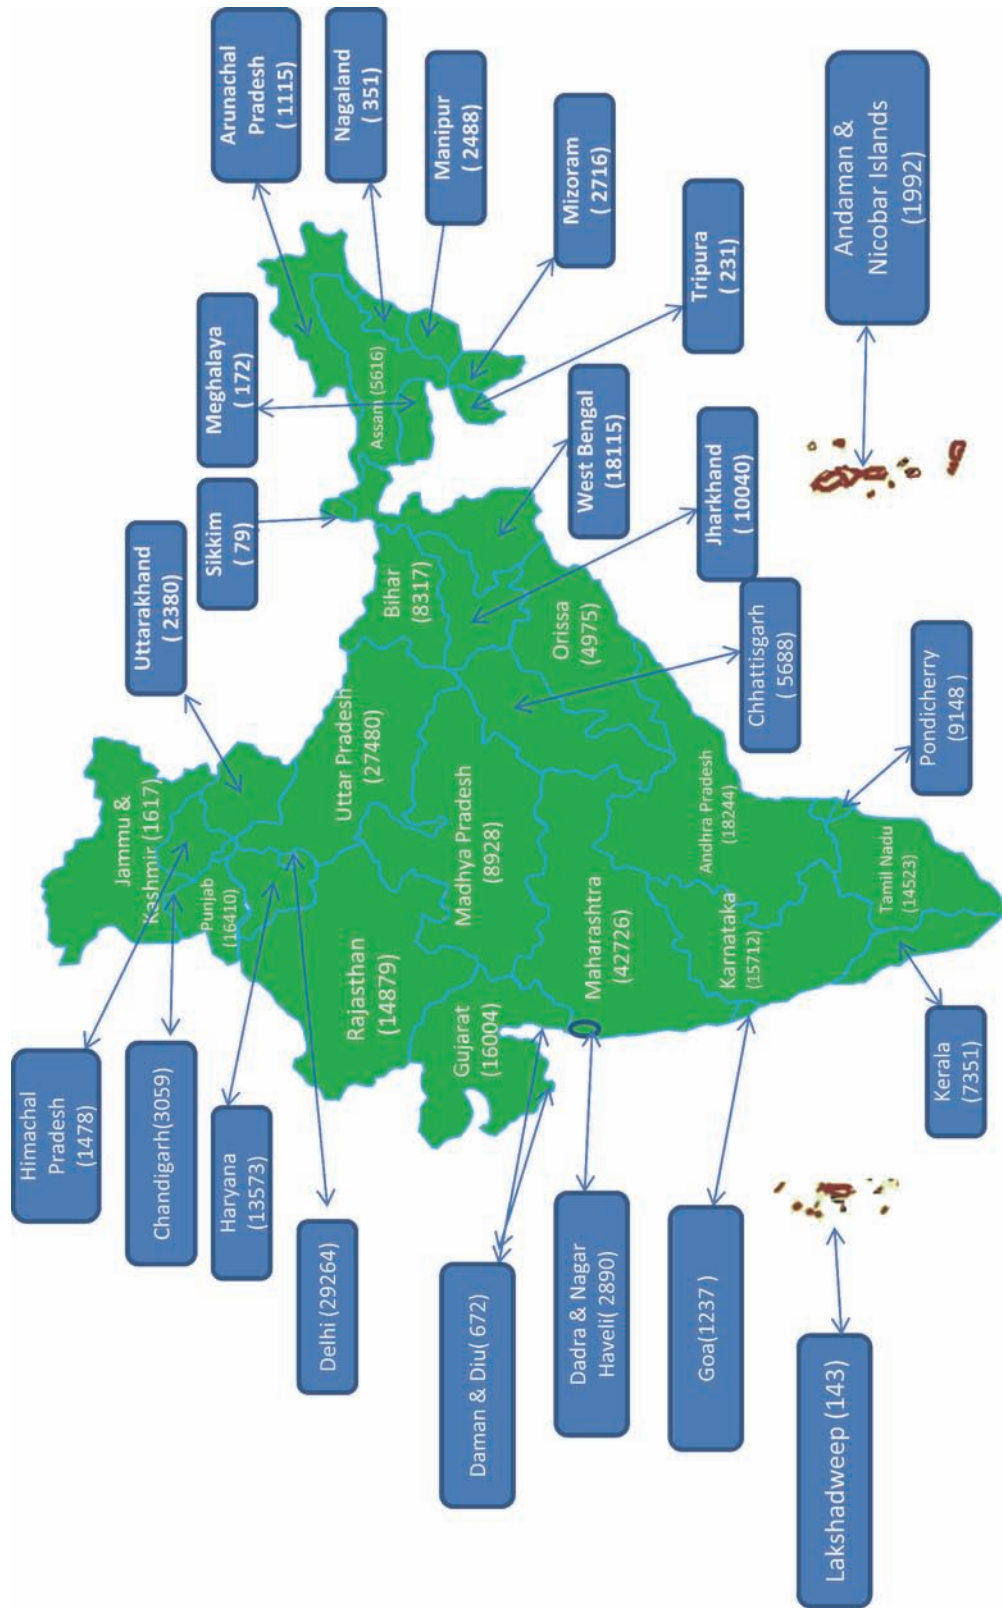 Himachal
Pradesh
(1478)
Chandigarh(3059)
Haryana
(13573)
Delhi (29264)
Daman & Diu( 672)
Dadra & Nagar
Haveli( 2890)
Goa(1237 )
Lakshadweep (143)
Kerala
(7351)
Jammu &
Kashmir (1617)
Punjab
(16410)
Rajasthan
(14879)
Gujarat
(16004)
Uttar Pradesh
(27480)
Madhya Pradesh
(8928)
Maharashtra
(42726)
Karnataka
(15712)
Andhra Pradesh
(18244)
Tamil Nadu
(14523)
Bihar
(8317)
Orissa
(4975)
Assam (5616)
Uttarakhand
( 2380)
Sikkim
( 79)
Meghalaya
( 172)
Arunachal
Pradesh
( 1115)
Nagaland
( 351)
Manipur
( 2488)
Mizoram
( 2716)
Tripura
( 231)
West Bengal
(18115)
Jharkhand
( 10040)
Chhattisgarh
( 5688)
Pondicherry
(9148 )
Andaman &
Nicobar Islands
(1992)